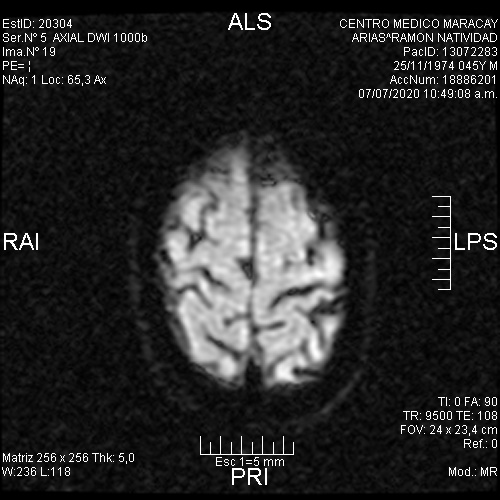 ALS
EstID: 20304
Ser.Nº 5 AXIAL DWI 1000b
Ima.Nº 19
PE= ¦
NAq: 1 Loc: 65,3 Ax
CENTRO MEDICO MARACAY
ARIAS^RAMON NATIVIDAD
PacID: 13072283
25/11/1974 045Y M
AccNum: 18886201
07/07/2020 10:49:08 a.m.
RAI
LPS
TI: 0 FA: 90
TR: 9500 TE: 108
FOV: 24 x 23,4 cm
Ref.: 0
Matriz 256 x 256 Thk: 5,0
W:236 L:118
Esc 1=5 mm
PRI
Mod.: MR